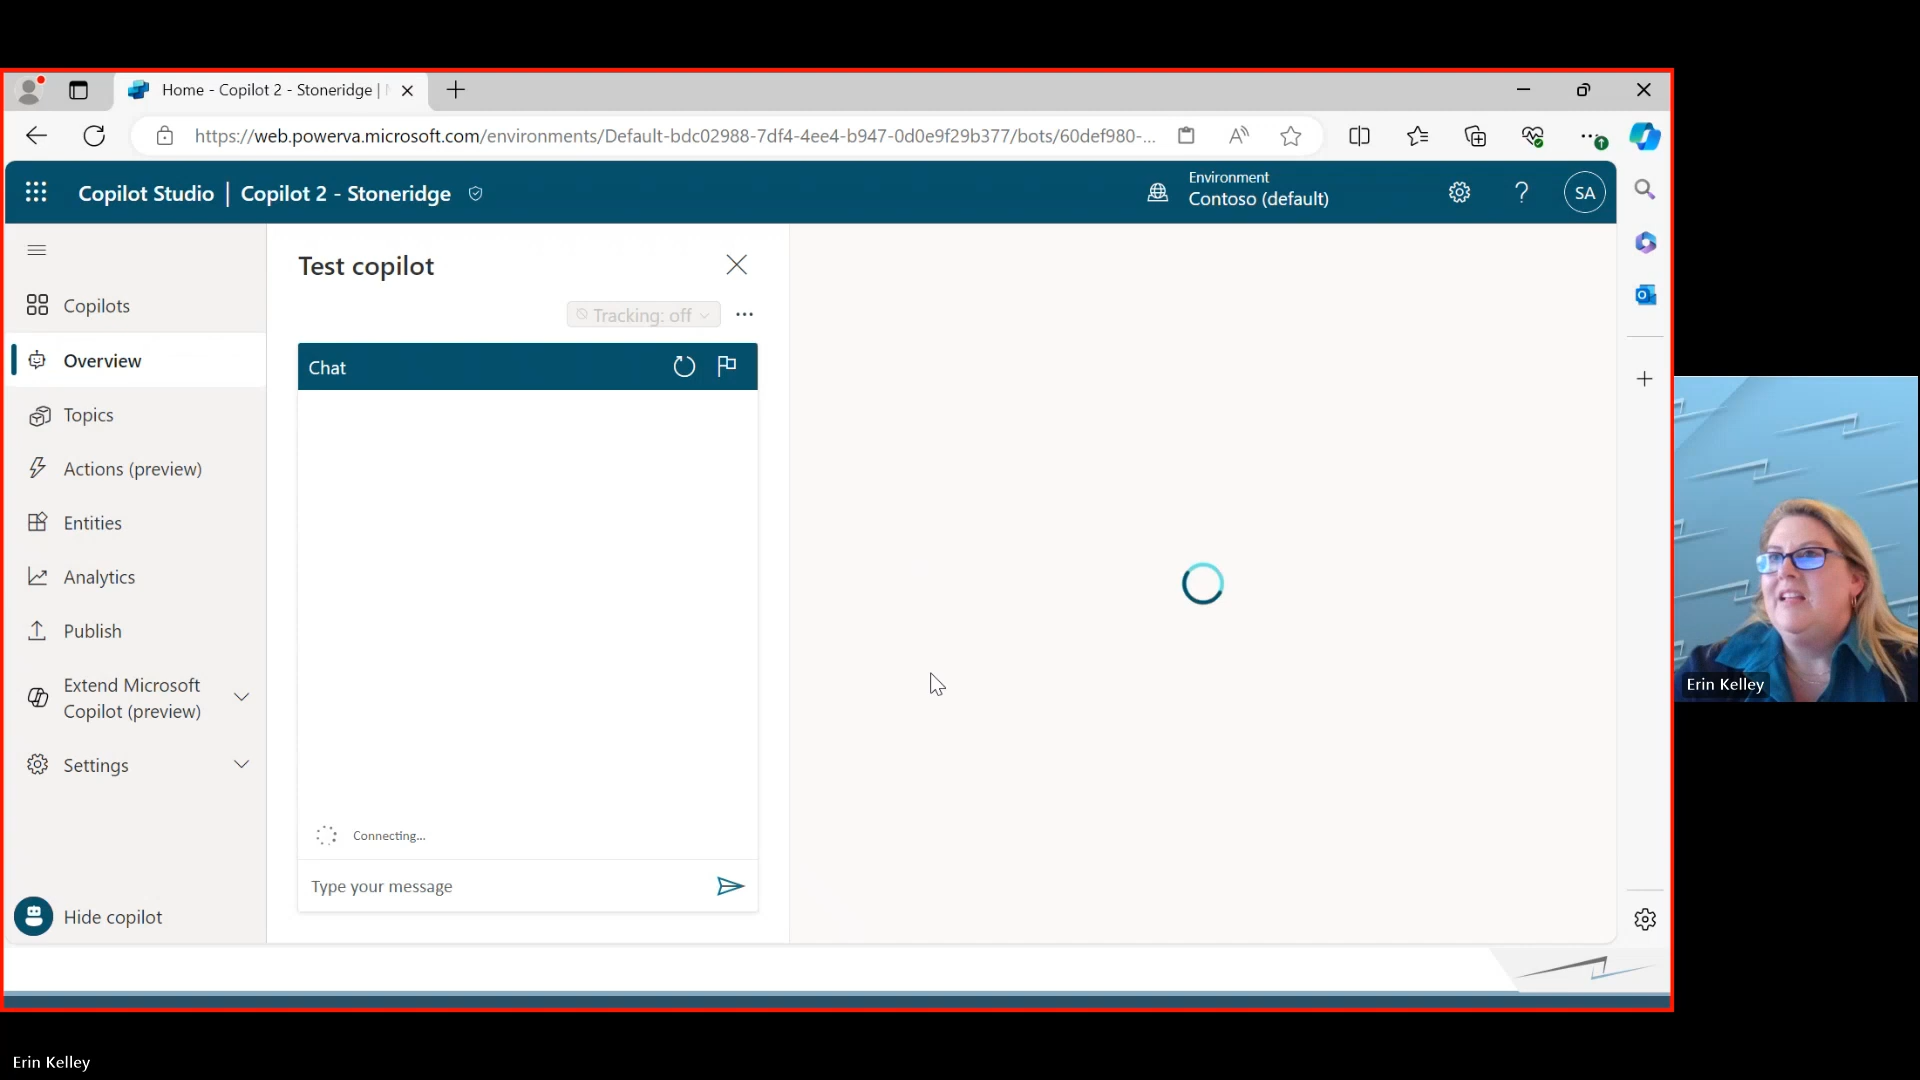 Home - Copilot 2 - Stoneridge |
https://web.powerva.microsoft.com/environments/Default-bdc02988-7df4-4ee4-b947-0d0e9f29b377/bots/60def980-...
Copilot Studio | Copilot 2 - Stoneridge
Environment
Contoso (default)
?
SA
Test copilot
Tracking: off
Copilots
Overview
Topics
Actions (preview)
Entities
Analytics
Publish
Extend Microsoft
Copilot (preview)
Settings
Hide copilot
Chat
Connecting...
Type your message
Erin Kelley
Erin Kelley